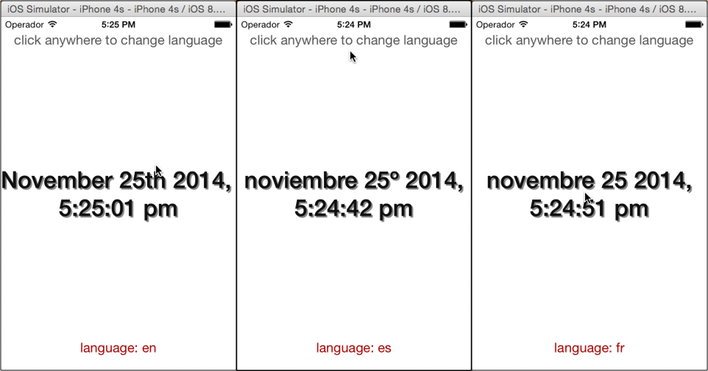 iOS Simulator - iPhone 4s - iPhone 4s / iOS 8....
Operador 5:25 PM
click anywhere to change language
November 25th 2014,
5:25:01 pm
language: en
iOS Simulator - iPhone 4s - iPhone 4s / iOS 8....
Operador 5:24 PM
click anywhere to change language
noviembre 25º 2014,
5:24:42 pm
language: es
iOS Simulator - iPhone 4s - iPhone 4s / iOS 8....
Operador 5:24 PM
click anywhere to change language
novembre 25 2014,
5:24:51 pm
language: fr